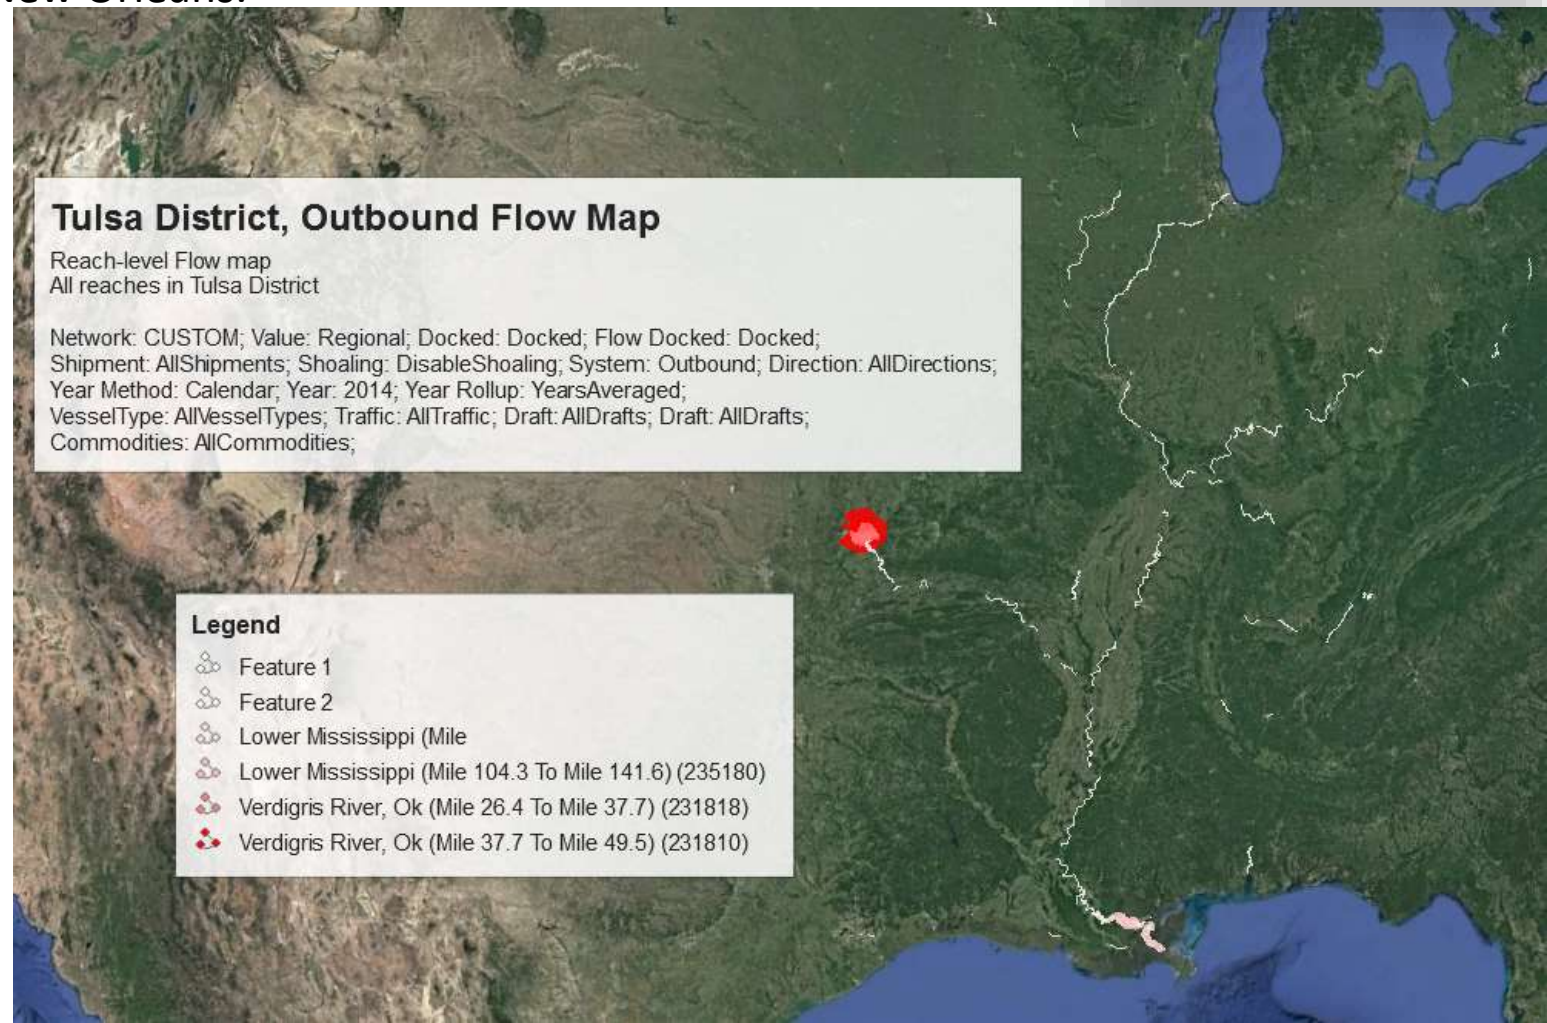 New Orleans.
Tulsa District, Outbound Flow Map
Reach-level Flow map
All reaches in Tulsa District
Network: CUSTOM; Value: Regional; Docked: Docked; Flow Docked: Docked;
Shipment: AllShipments; Shoaling: DisableShoaling; System: Outbound; Direction: AllDirections;
Year Method: Calendar; Year: 2014; Year Rollup: YearsAveraged;
VesselType: AllVesselTypes; Traffic: AllTraffic; Draft: AllDrafts; Draft: AllDrafts;
Commodities: AllCommodities;
Legend
Feature 1
Feature 2
Lower Mississippi (Mile
Lower Mississippi (Mile 104.3 To Mile 141.6) (235180)
Verdigris River, Ok (Mile 26.4 To Mile 37.7) (231818)
Verdigris River, Ok (Mile 37.7 To Mile 49.5) (231810)